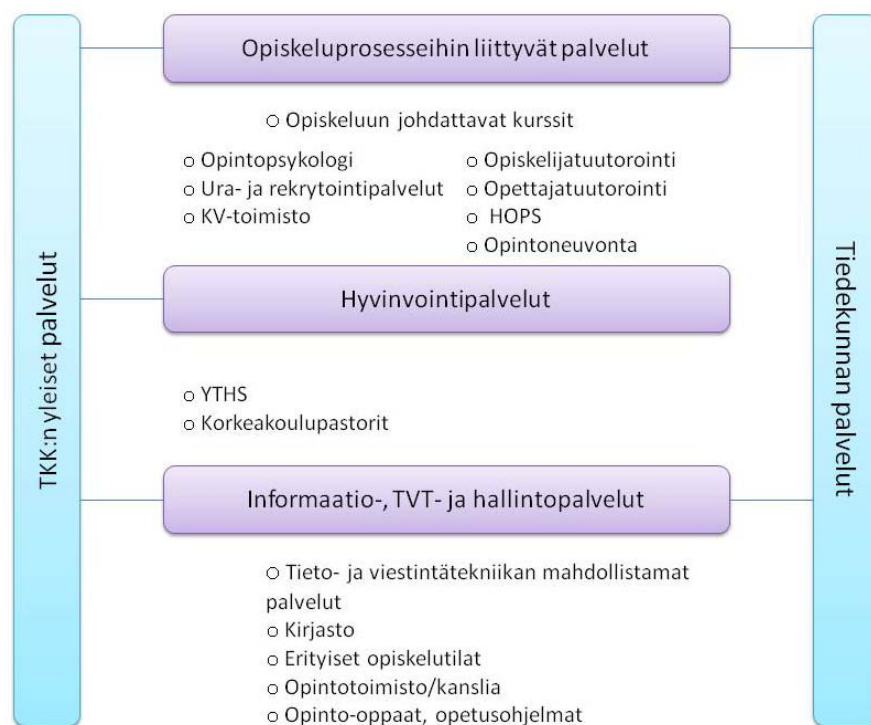 TKK:n yleiset palvelut
Opiskeluprosesseihin liittyvät palvelut
○ Opiskeluun johdattavat kurssit
○ Opintopsykologi
○ Ura- ja rekrytointipalvelut
○ KV-toimisto
○ Opiskelijatuutorointi
○ Opettajatuutorointi
○ HOPS
○ Opintoneuvonta
Hyvinvointipalvelut
○ YTHS
○ Korkeakoulupastorit
Informaatio-, TVT- ja hallintopalvelut
○ Tieto- ja viestintätekniikan mahdollistamat
palvelut
○ Kirjasto
○ Erityiset opiskelutilat
○ Opintotoimisto/kanslia
○ Opinto-oppaat, opetusohjelmat
Tiedekunnan palvelut